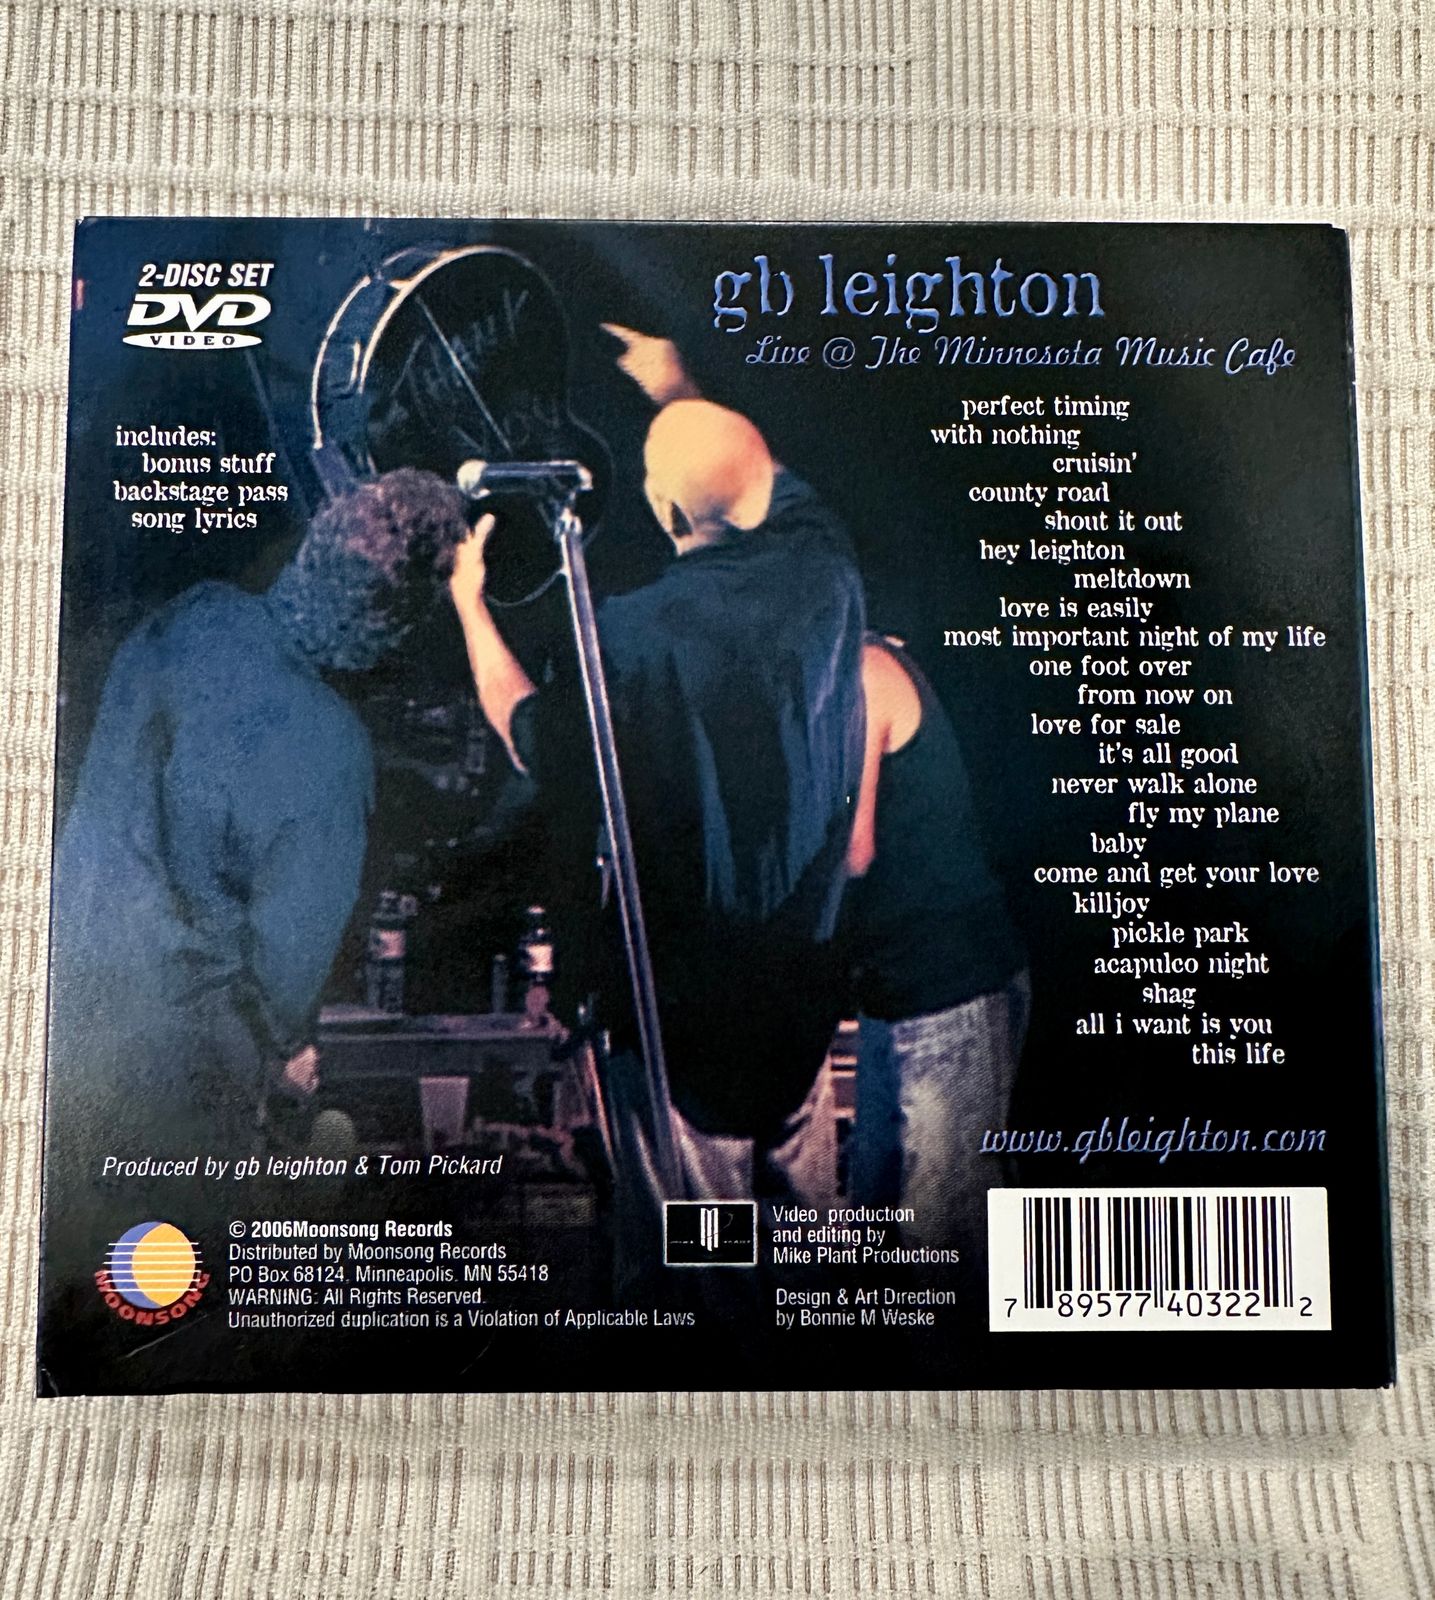 2-DISC SET
DVD
VIDEO
includes:
bonus stuff
backstage pass
song lyrics
Thank
You
gb leighton
Live @ The Minnesota Music Cafe
perfect timing
with nothing
cruisin'
county road
shout it out
hey leighton
meltdown
love is easily
most important night of my life
one foot over
from now on
love for sale
it's all good
never walk alone
fly my plane
baby
come and get your love
killjoy
pickle park
acapulco night
shag
all i want is you
this life
www.gbleighton.com
Produced by gb leighton & Tom Pickard
MOONSONG
© 2006Moonsong Records
Distributed by Moonsong Records
PO Box 68124, Minneapolis. MN 55418
WARNING: All Rights Reserved.
Unauthorized duplication is a Violation of Applicable Laws
Video production
and editing by
Mike Plant Productions
Design & Art Direction
by Bonnie M Weske
7 89577 40322 2